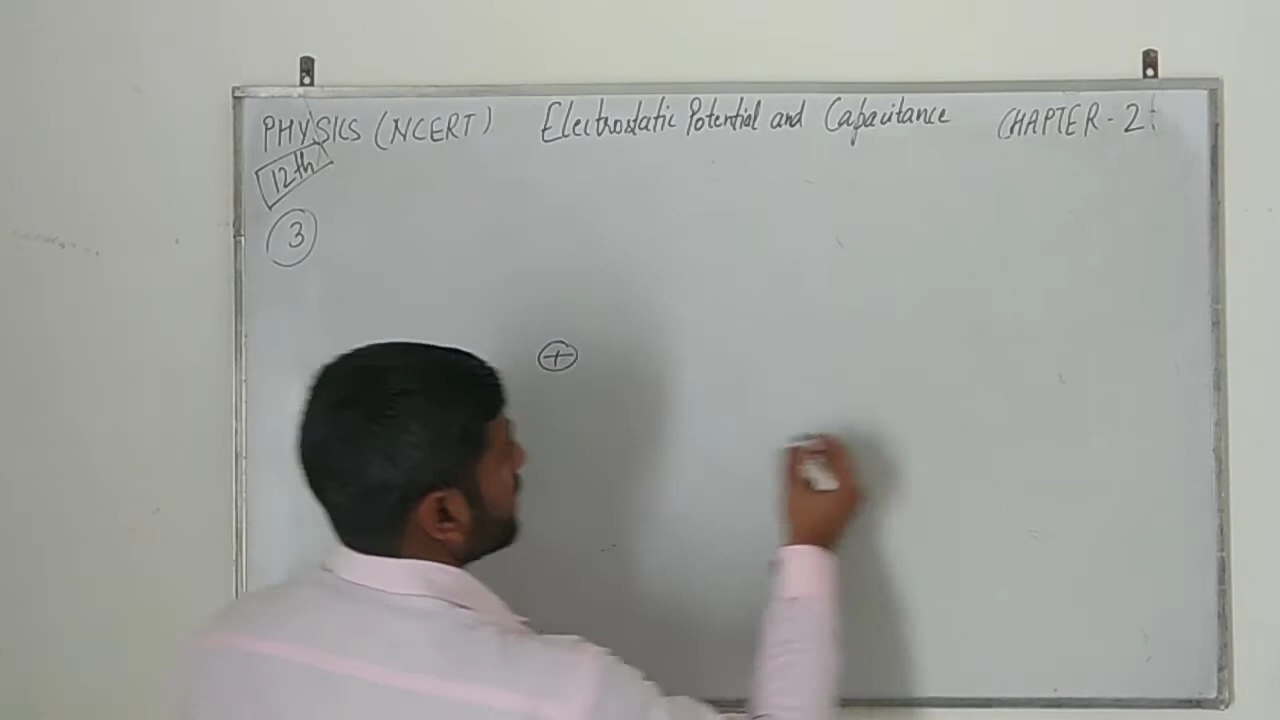 PHYSICS (NCERT) Electrostatic Potential and Capacitance CHAPTER - 2:
12th
3
+